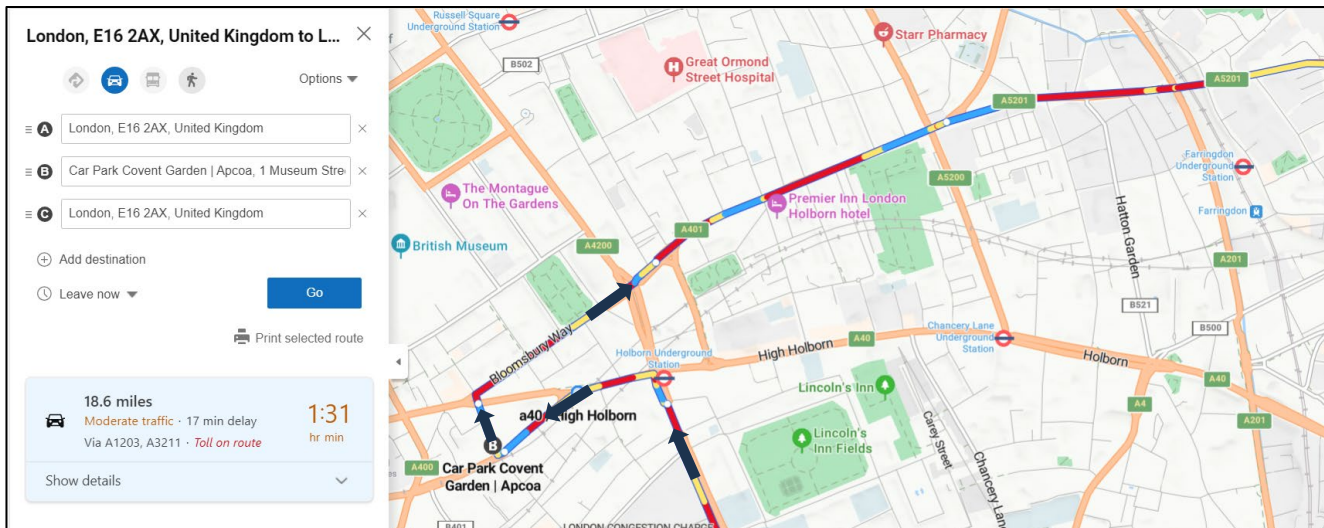 London, E16 2AX, United Kingdom to L...
Options
A
London, E16 2AX, United Kingdom
B
Car Park Covent Garden | Apcoa, 1 Museum Stre
C
London, E16 2AX, United Kingdom
Add destination
Leave now
Go
Print selected route
18.6 miles
Moderate traffic · 17 min delay
Via A1203, A3211 · Toll on route
1:31
hr min
Show details
Russell Square
Underground Station
B502
Great Ormond
Street Hospital
Starr Pharmacy
A5201
A5201
Farringdon
Underground
Station
A5200
The Montague
On The Gardens
Premier Inn London
Holborn hotel
Hatton Garden
Farringdon
A401
British Museum
A4200
A201
B521
B500
Bloomsbury Way
Chancery Lane
Underground
Station
A40
High Holborn
Holborn
Holborn Underground
Station
A40
Lincoln's Inn
A4
A201
a40 High Holborn
Carey Street
Lincoln's
Inn Fields
Chancery Lane
B
A400
Car Park Covent
Garden | Apcoa
B401
LONDON CONGESTION CHARGE